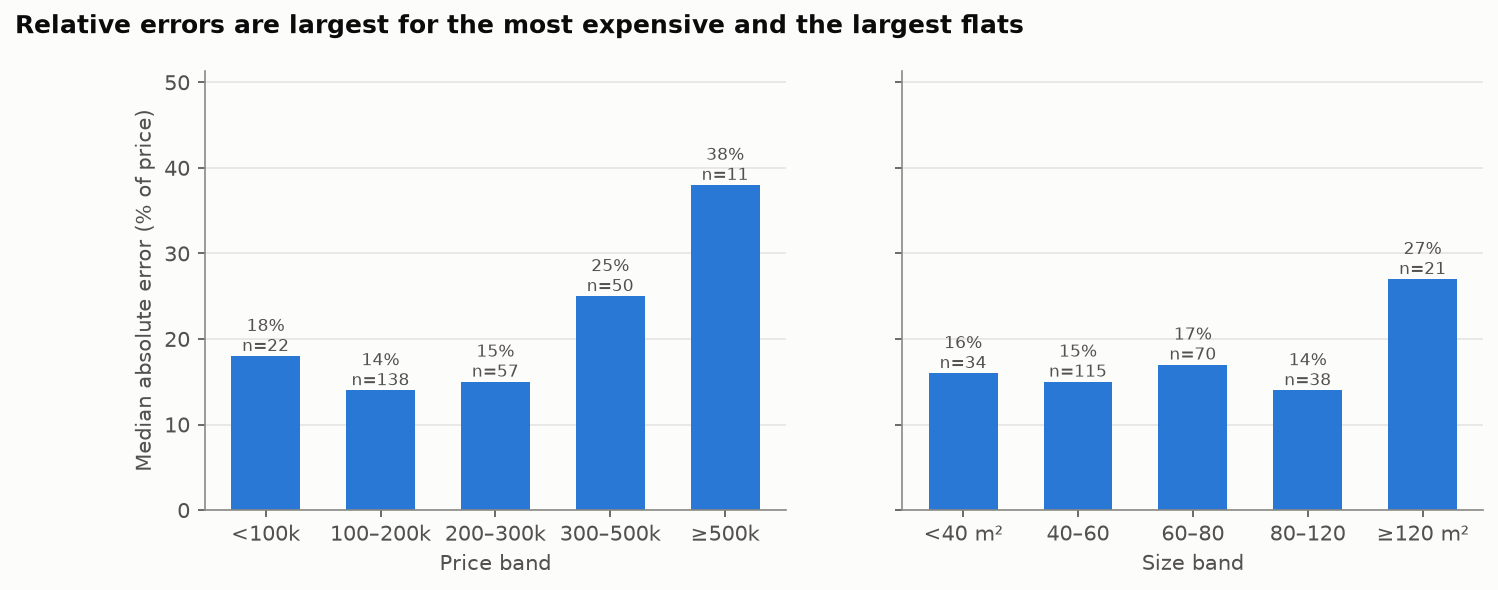 Relative errors are largest for the most expensive and the largest flats
Median absolute error (% of price)
50
40
30
20
10
0
18%
n=22
14%
n=138
15%
n=57
25%
n=50
38%
n=11
<100k
100–200k
200–300k
300–500k
≥500k
Price band
16%
n=34
15%
n=115
17%
n=70
14%
n=38
27%
n=21
<40 m²
40–60
60–80
80–120
≥120 m²
Size band